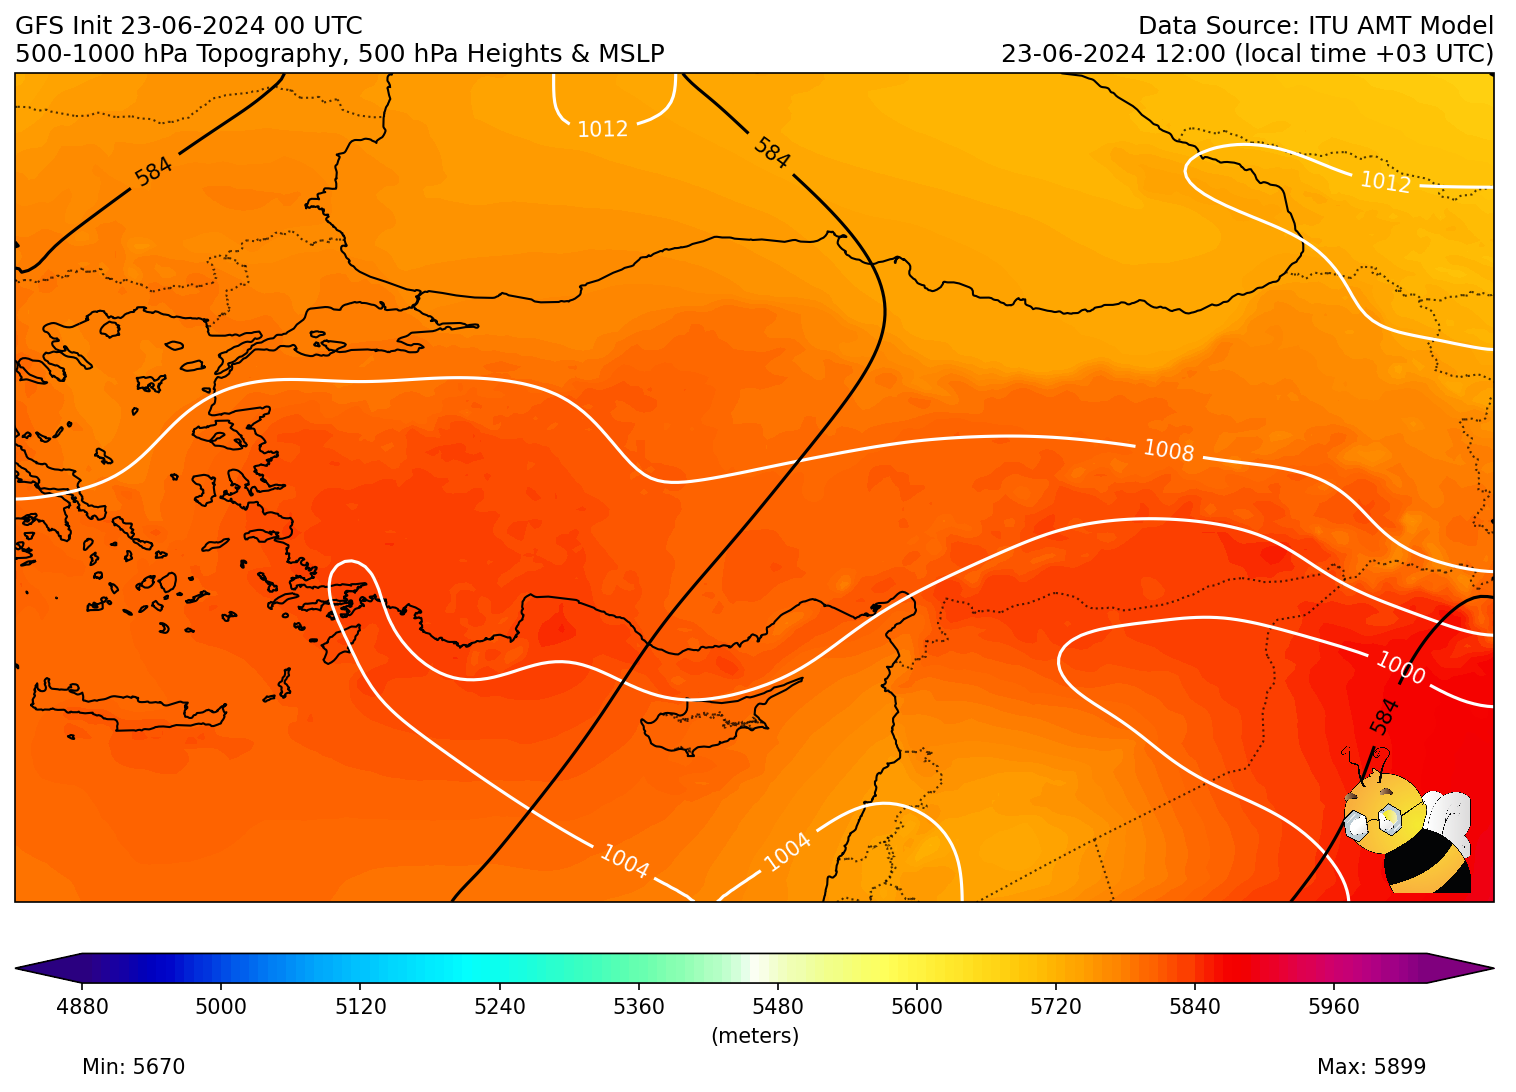 GFS Init 23-06-2024 00 UTC
Data Source: ITU AMT Model
500-1000 hPa Topography, 500 hPa Heights & MSLP
23-06-2024 12:00 (local time +03 UTC)
1012
584
584
1012
1008
1000
584
1004
1004
4880 5000 5120 5240 5360 5480 5600 5720 5840 5960
(meters)
Min: 5670
Max: 5899